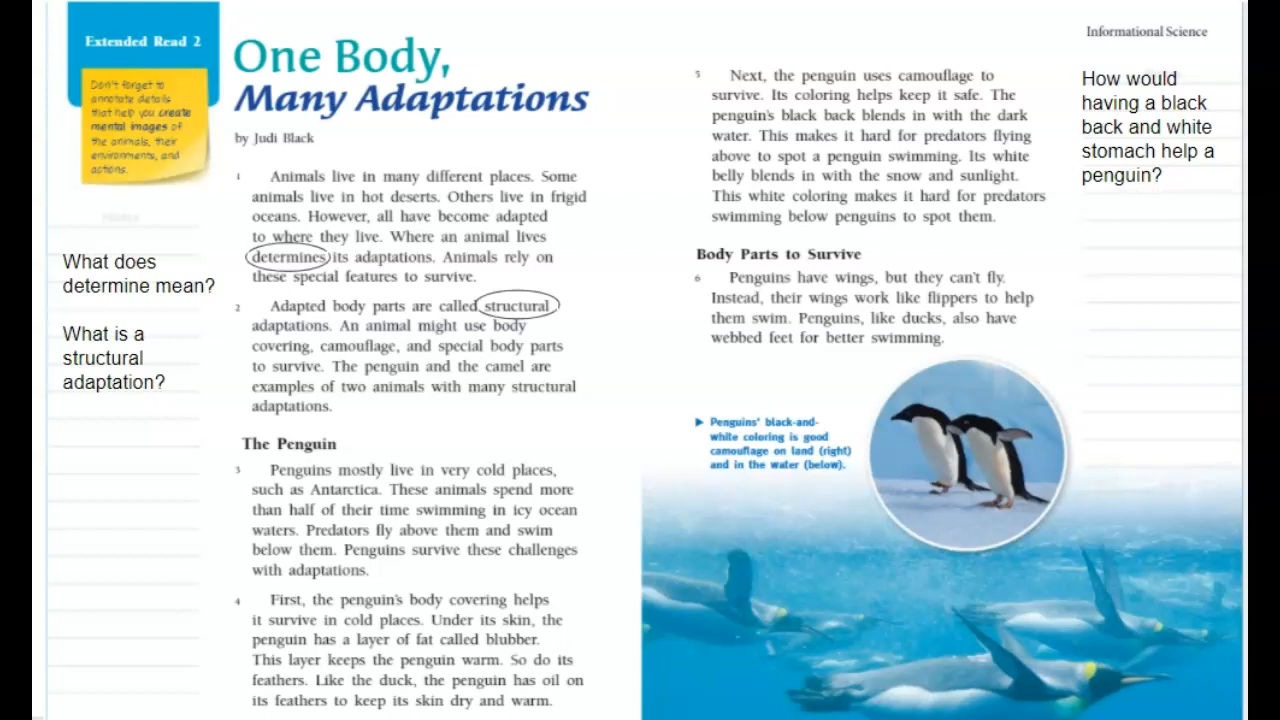 Extended Read 2
Don't forget to
annotate details
that help you create
mental images of
the animals, their
environments, and
actions.
What does
determine mean?
What is a
structural
adaptation?
One Body,
Many Adaptations
by Judi Black
1 Animals live in many different places. Some
animals live in hot deserts. Others live in frigid
oceans. However, all have become adapted
to where they live. Where an animal lives
determines its adaptations. Animals rely on
these special features to survive.
2 Adapted body parts are called structural
adaptations. An animal might use body
covering, camouflage, and special body parts
to survive. The penguin and the camel are
examples of two animals with many structural
adaptations.
The Penguin
3 Penguins mostly live in very cold places,
such as Antarctica. These animals spend more
than half of their time swimming in icy ocean
waters. Predators fly above them and swim
below them. Penguins survive these challenges
with adaptations.
4 First, the penguin's body covering helps
it survive in cold places. Under its skin, the
penguin has a layer of fat called blubber.
This layer keeps the penguin warm. So do its
feathers. Like the duck, the penguin has oil on
its feathers to keep its skin dry and warm.
Informational Science
5 Next, the penguin uses camouflage to
survive. Its coloring helps keep it safe. The
penguin's black back blends in with the dark
water. This makes it hard for predators flying
above to spot a penguin swimming. Its white
belly blends in with the snow and sunlight.
This white coloring makes it hard for predators
swimming below penguins to spot them.
Body Parts to Survive
6 Penguins have wings, but they can't fly.
Instead, their wings work like flippers to help
them swim. Penguins, like ducks, also have
webbed feet for better swimming.
▶ Penguins' black-and-
white coloring is good
camouflage on land (right)
and in the water (below).
How would
having a black
back and white
stomach help a
penguin?